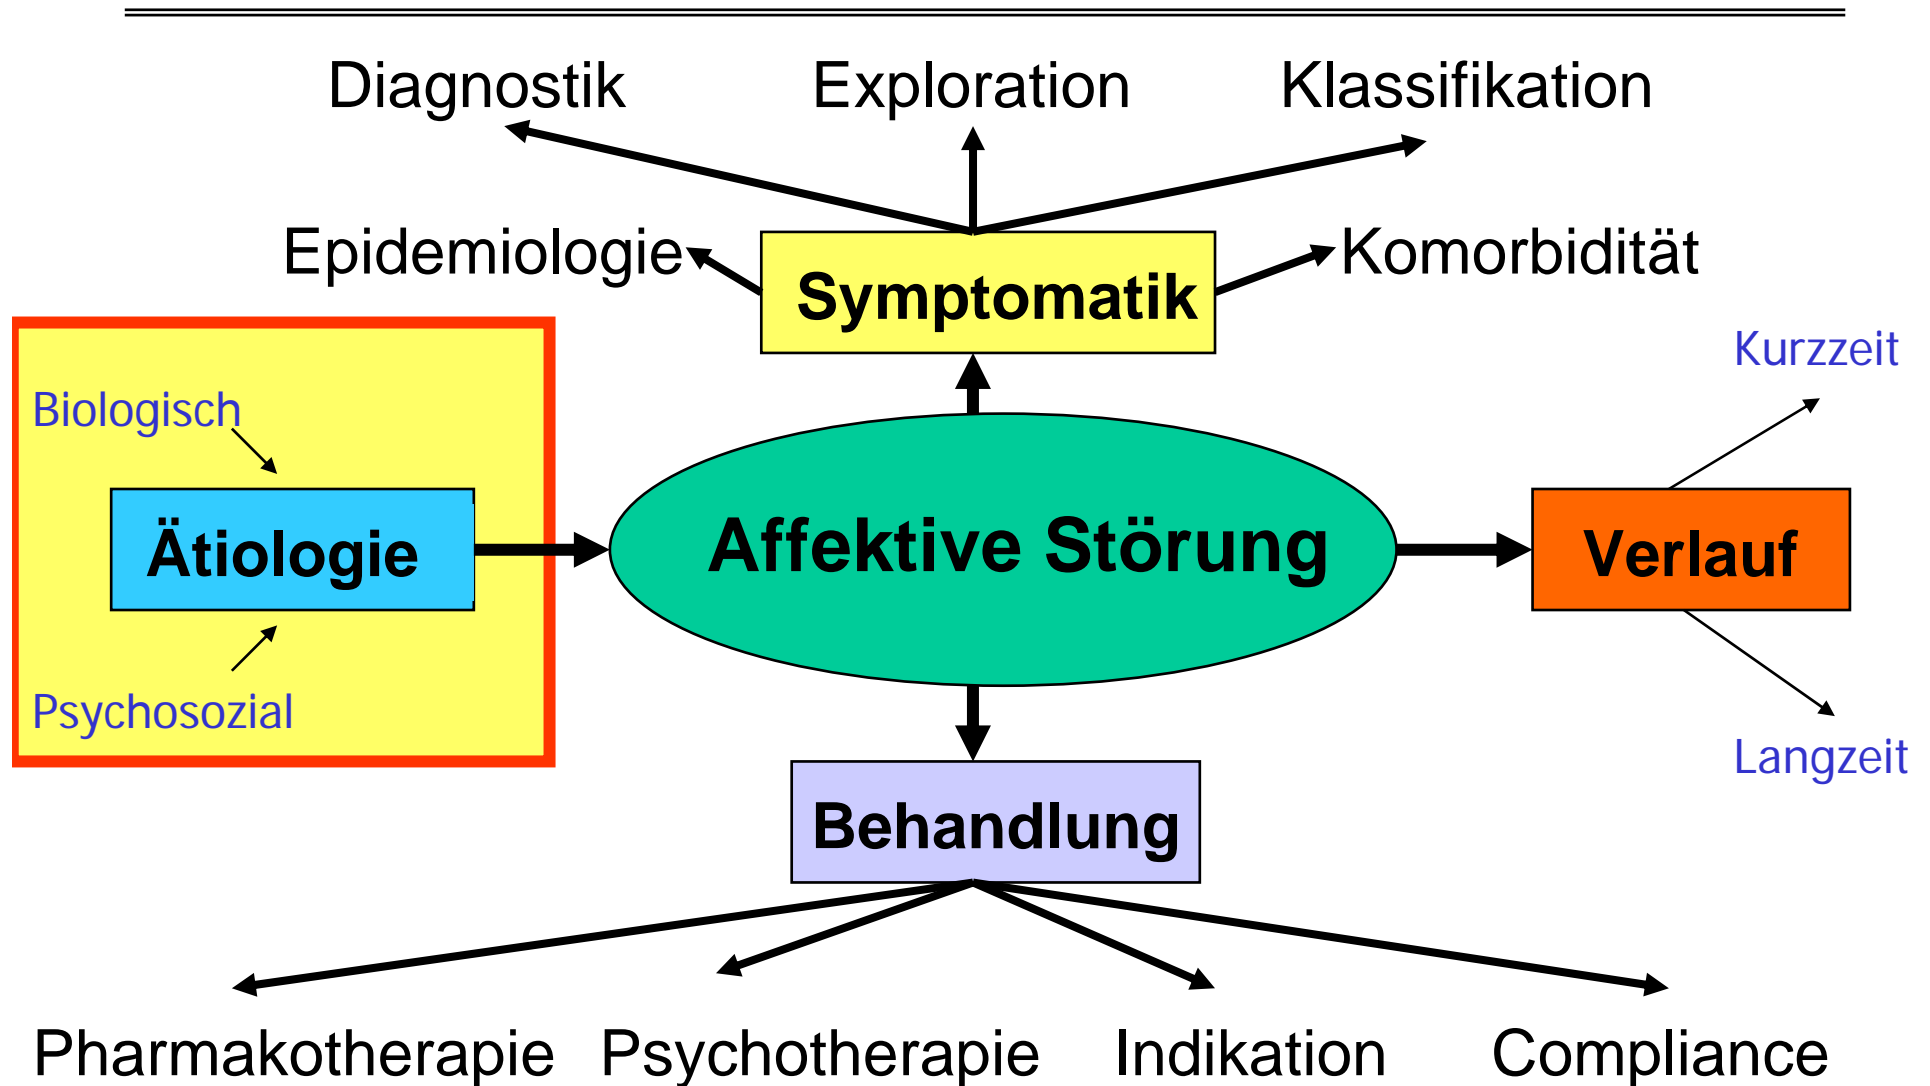 Diagnostik Exploration Klassifikation
Epidemiologie Komorbidität
Symptomatik
Kurzzeit
Biologisch
Ätiologie Affektive Störung Verlauf
Psychosozial
Langzeit
Behandlung
Pharmakotherapie Psychotherapie Indikation Compliance